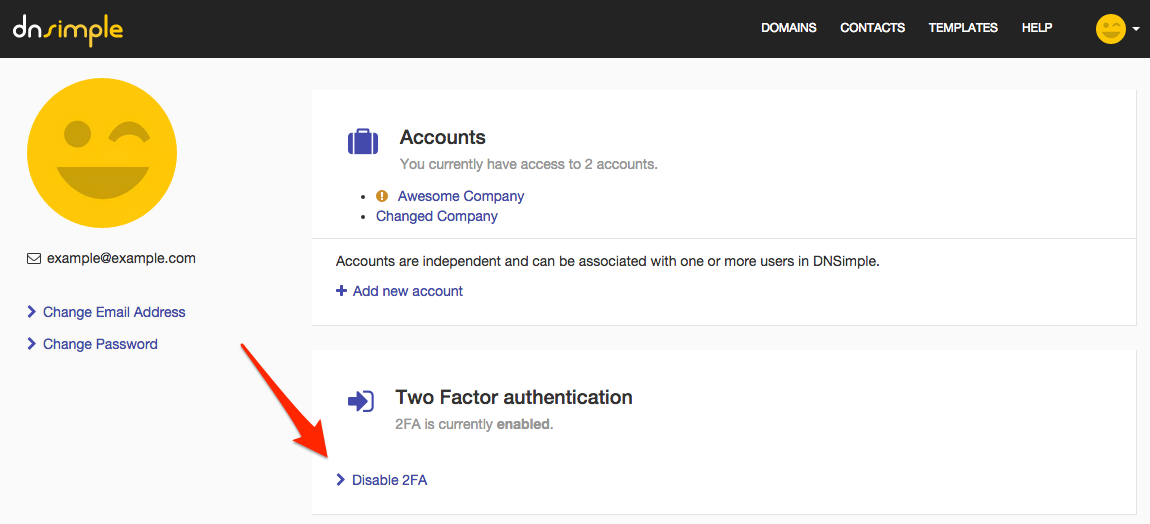 dnsimple
DOMAINS CONTACTS TEMPLATES HELP
example@example.com
Change Email Address
Change Password
Accounts
You currently have access to 2 accounts.
Awesome Company
Changed Company
Accounts are independent and can be associated with one or more users in DNSimple.
Add new account
Two Factor authentication
2FA is currently enabled.
Disable 2FA